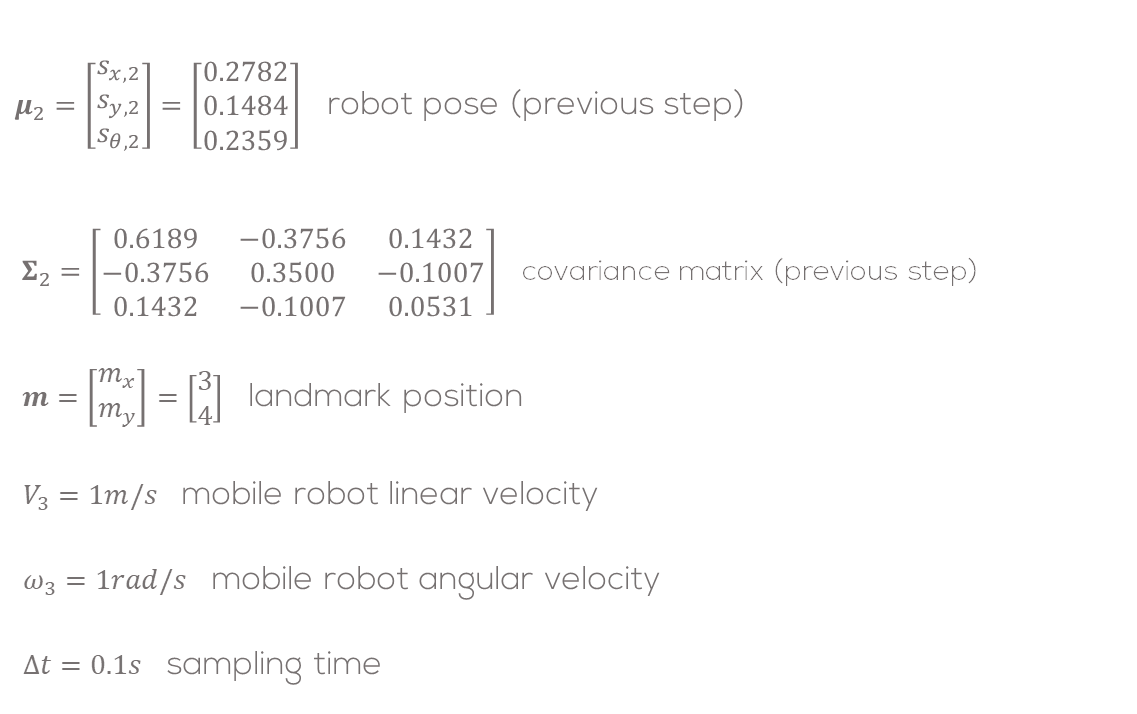 μ₂ = [s_{x,2} s_{y,2} s_{θ,2}] = [0.2782 0.1484 0.2359] robot pose (previous step)
Σ₂ = [0.6189 −0.3756 0.1432
−0.3756 0.3500 −0.1007
0.1432 −0.1007 0.0531] covariance matrix (previous step)
m = [m_x m_y] = [3 4] landmark position
V₃ = 1m/s mobile robot linear velocity
ω₃ = 1rad/s mobile robot angular velocity
Δt = 0.1s sampling time